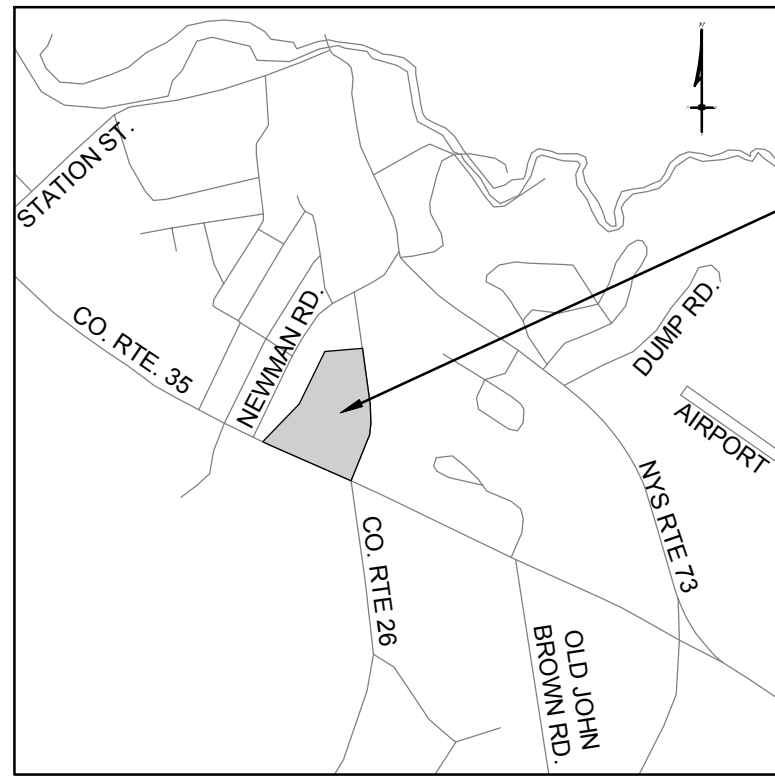 STATION ST.
CO. RTE. 35
NEWMAN RD.
DUMP RD.
AIRPORT
NYS RTE 73
CO. RTE 26
OLD JOHN
BROWN RD.